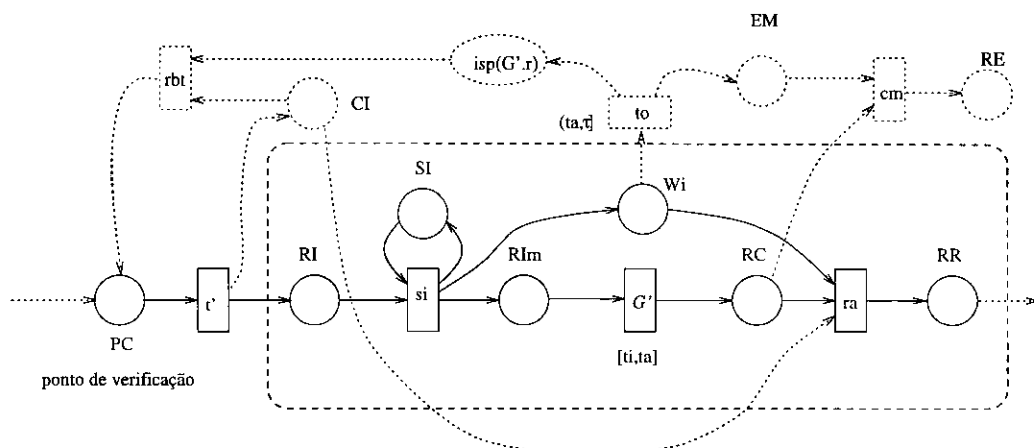 EM
RE
rbt
isp(G'.r)
CI
to
cm
(ta,τ]
SI
Wi
RI
RIm
RC
RR
t'
si
G'
ra
PC
[ti,ta]
ponto de verificação